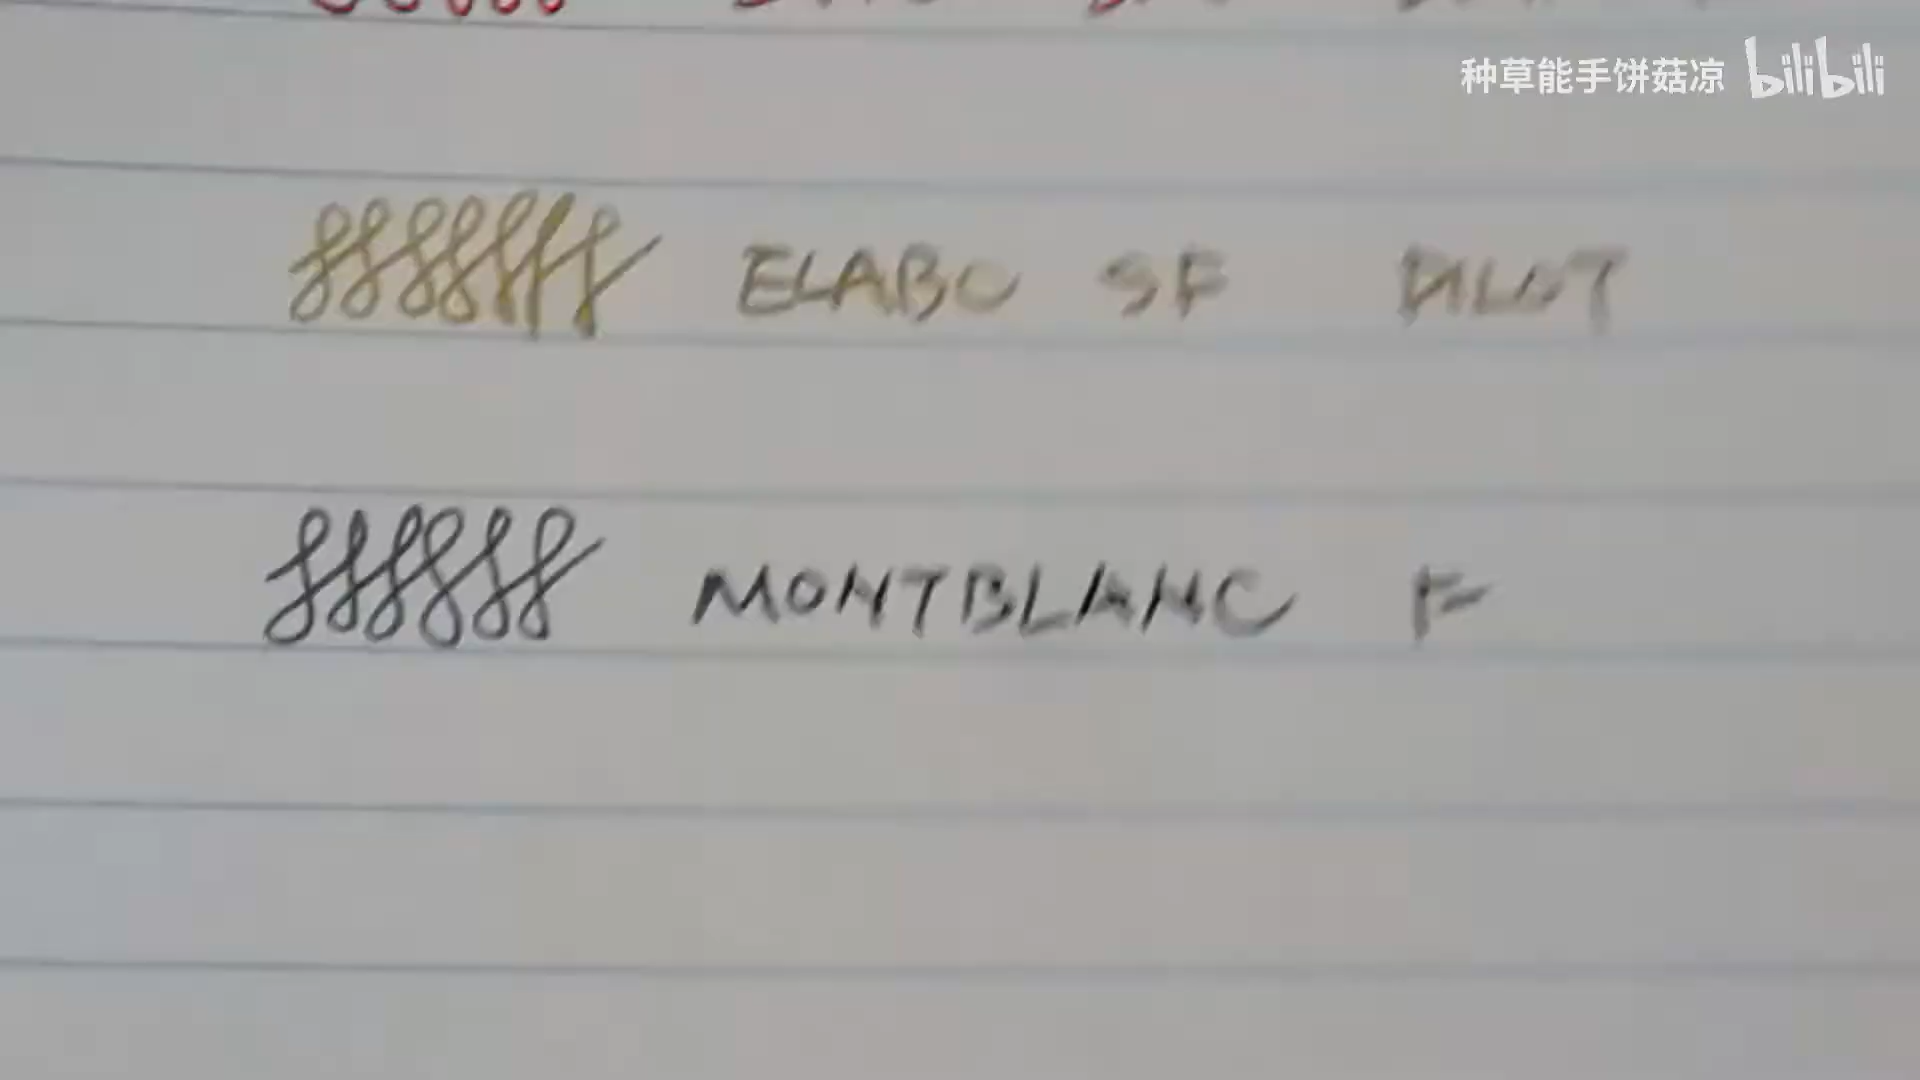 种草能手饼菇凉 bilibili
ELABO SF PILOT
MONTBLANC F